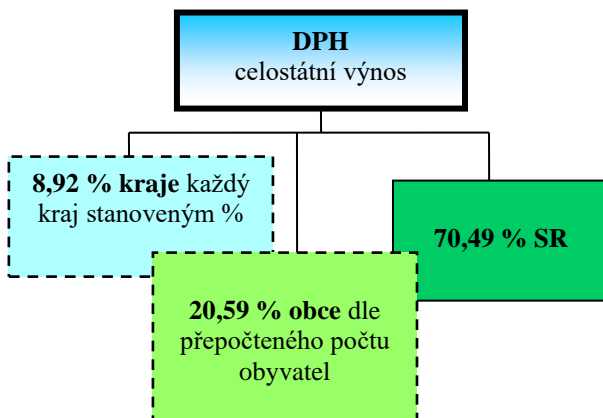 DPH
celostátní výnos
8,92 % kraje každý
kraj stanoveným %
70,49 % SR
20,59 % obce dle
přepočteného počtu
obyvatel